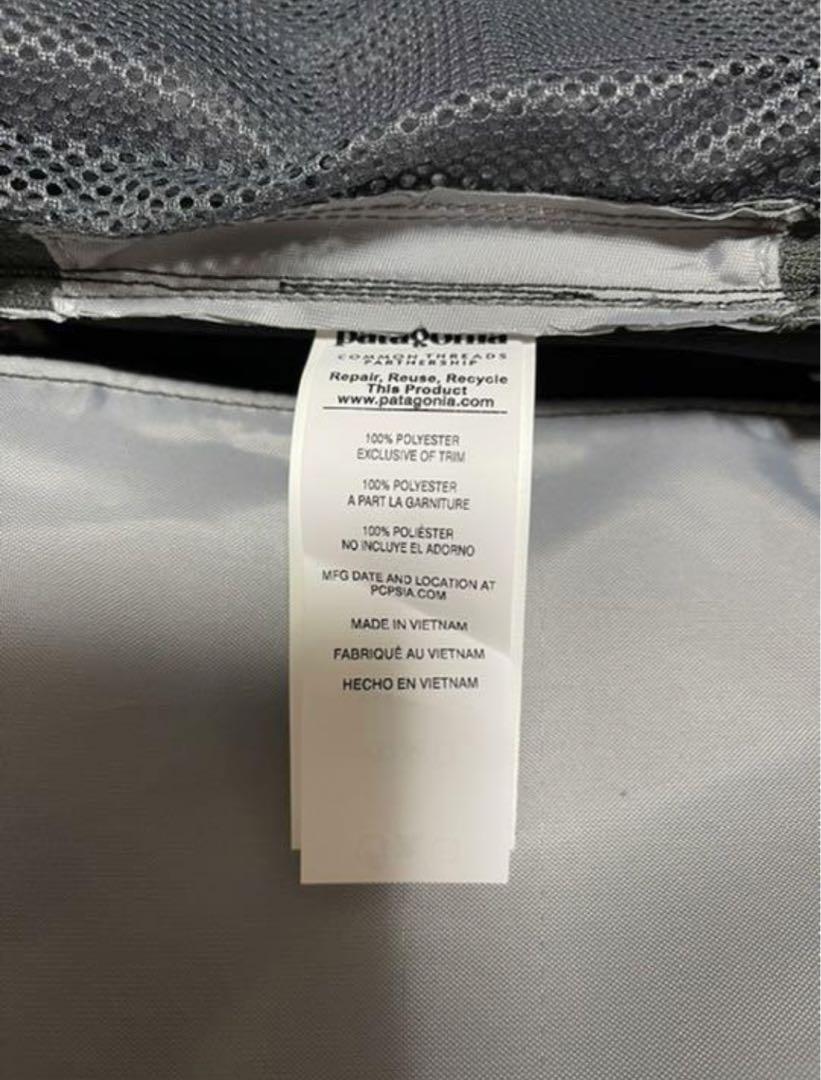 patagonia
COMMON THREADS
PARTNERSHIP
Repair, Reuse, Recycle
This Product
www.patagonia.com
100% POLYESTER
EXCLUSIVE OF TRIM
100% POLYESTER
A PART LA GARNITURE
100% POLIÉSTER
NO INCLUYE EL ADORNO
MFG DATE AND LOCATION AT
PCPSIA.COM
MADE IN VIETNAM
FABRIQUÉ AU VIETNAM
HECHO EN VIETNAM